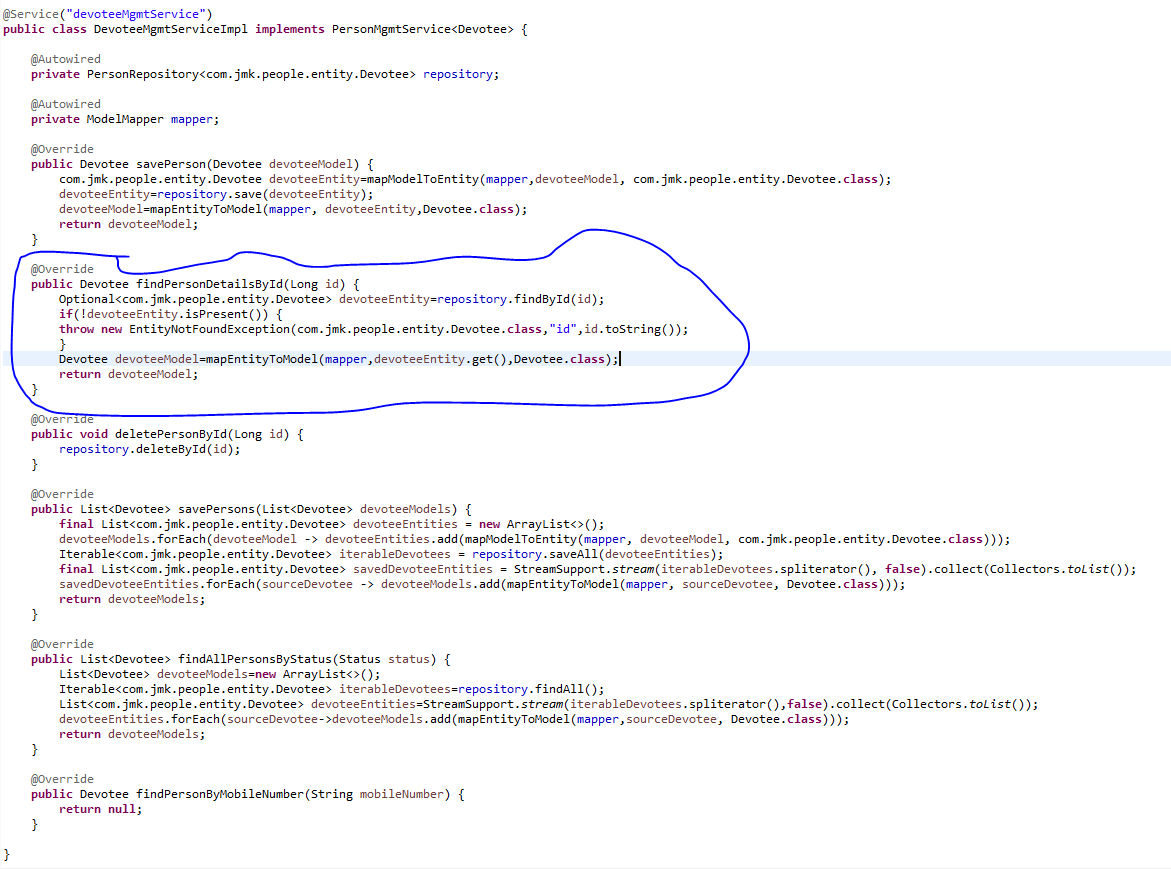 @Service("devoteeMgmtService")
public class DevoteeMgmtServiceImpl implements PersonMgmtService<Devotee> {
@Autowired
private PersonRepository<com.jmk.people.entity.Devotee> repository;
@Autowired
private ModelMapper mapper;
@Override
public Devotee savePerson(Devotee devoteeModel) {
com.jmk.people.entity.Devotee devoteeEntity=mapModelToEntity(mapper,devoteeModel, com.jmk.people.entity.Devotee.class);
devoteeEntity=repository.save(devoteeEntity);
devoteeModel=mapEntityToModel(mapper, devoteeEntity,Devotee.class);
return devoteeModel;
}
@Override
public Devotee findPersonDetailsById(Long id) {
Optional<com.jmk.people.entity.Devotee> devoteeEntity=repository.findById(id);
if(!devoteeEntity.isPresent()) {
throw new EntityNotFoundException(com.jmk.people.entity.Devotee.class,"id",id.toString());
}
Devotee devoteeModel=mapEntityToModel(mapper,devoteeEntity.get(),Devotee.class);
return devoteeModel;
}
@Override
public void deletePersonById(Long id) {
repository.deleteById(id);
}
@Override
public List<Devotee> savePersons(List<Devotee> devoteeModels) {
final List<com.jmk.people.entity.Devotee> devoteeEntities = new ArrayList<>();
devoteeModels.forEach(devoteeModel -> devoteeEntities.add(mapModelToEntity(mapper, devoteeModel, com.jmk.people.entity.Devotee.class)));
Iterable<com.jmk.people.entity.Devotee> iterableDevotees = repository.saveAll(devoteeEntities);
final List<com.jmk.people.entity.Devotee> savedDevoteeEntities = StreamSupport.stream(iterableDevotees.spliterator(), false).collect(Collectors.toList());
savedDevoteeEntities.forEach(sourceDevotee -> devoteeModels.add(mapEntityToModel(mapper, sourceDevotee, Devotee.class)));
return devoteeModels;
}
@Override
public List<Devotee> findAllPersonsByStatus(Status status) {
List<Devotee> devoteeModels=new ArrayList<>();
Iterable<com.jmk.people.entity.Devotee> iterableDevotees=repository.findAll();
List<com.jmk.people.entity.Devotee> devoteeEntities=StreamSupport.stream(iterableDevotees.spliterator(),false).collect(Collectors.toList());
devoteeEntities.forEach(sourceDevotee->devoteeModels.add(mapEntityToModel(mapper,sourceDevotee, Devotee.class)));
return devoteeModels;
}
@Override
public Devotee findPersonByMobileNumber(String mobileNumber) {
return null;
}
}